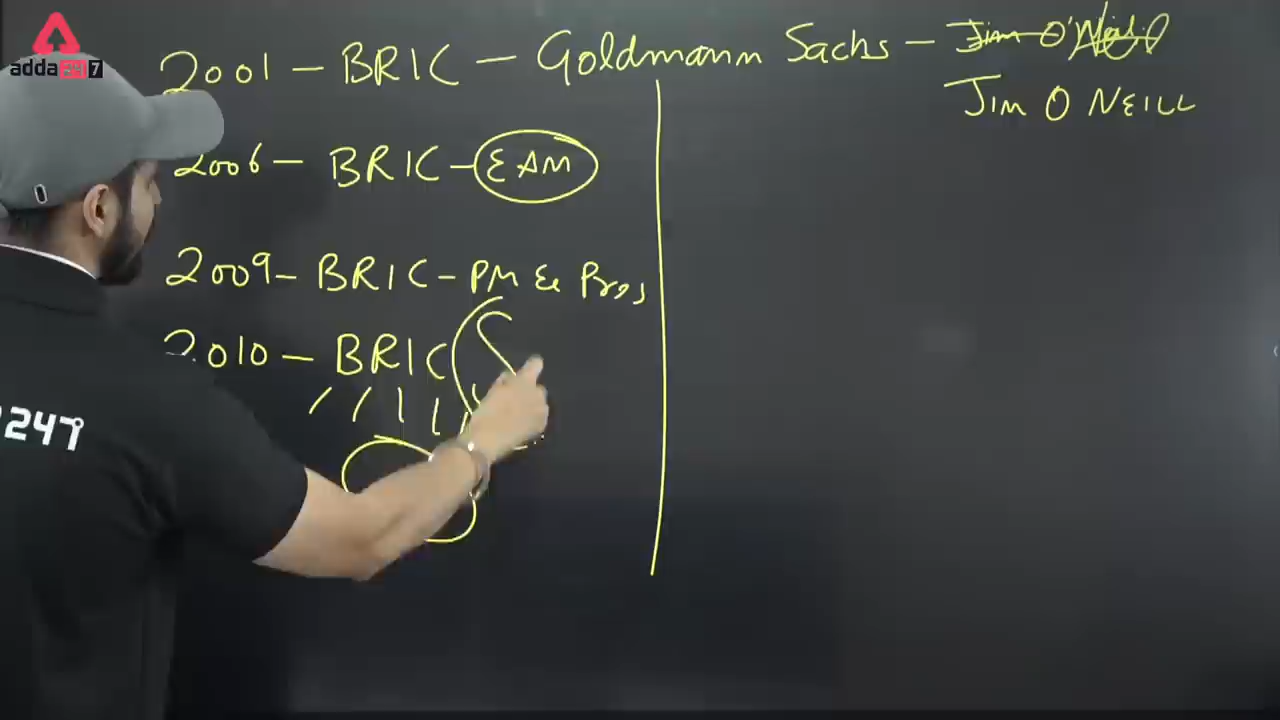 adda247
2001 – BRIC – Goldmann Sachs – Jim O'Neill
JIM O NEILL
2006 – BRIC – EAM
2009 – BRIC – PM & Pres
2010 – BRIC S
247